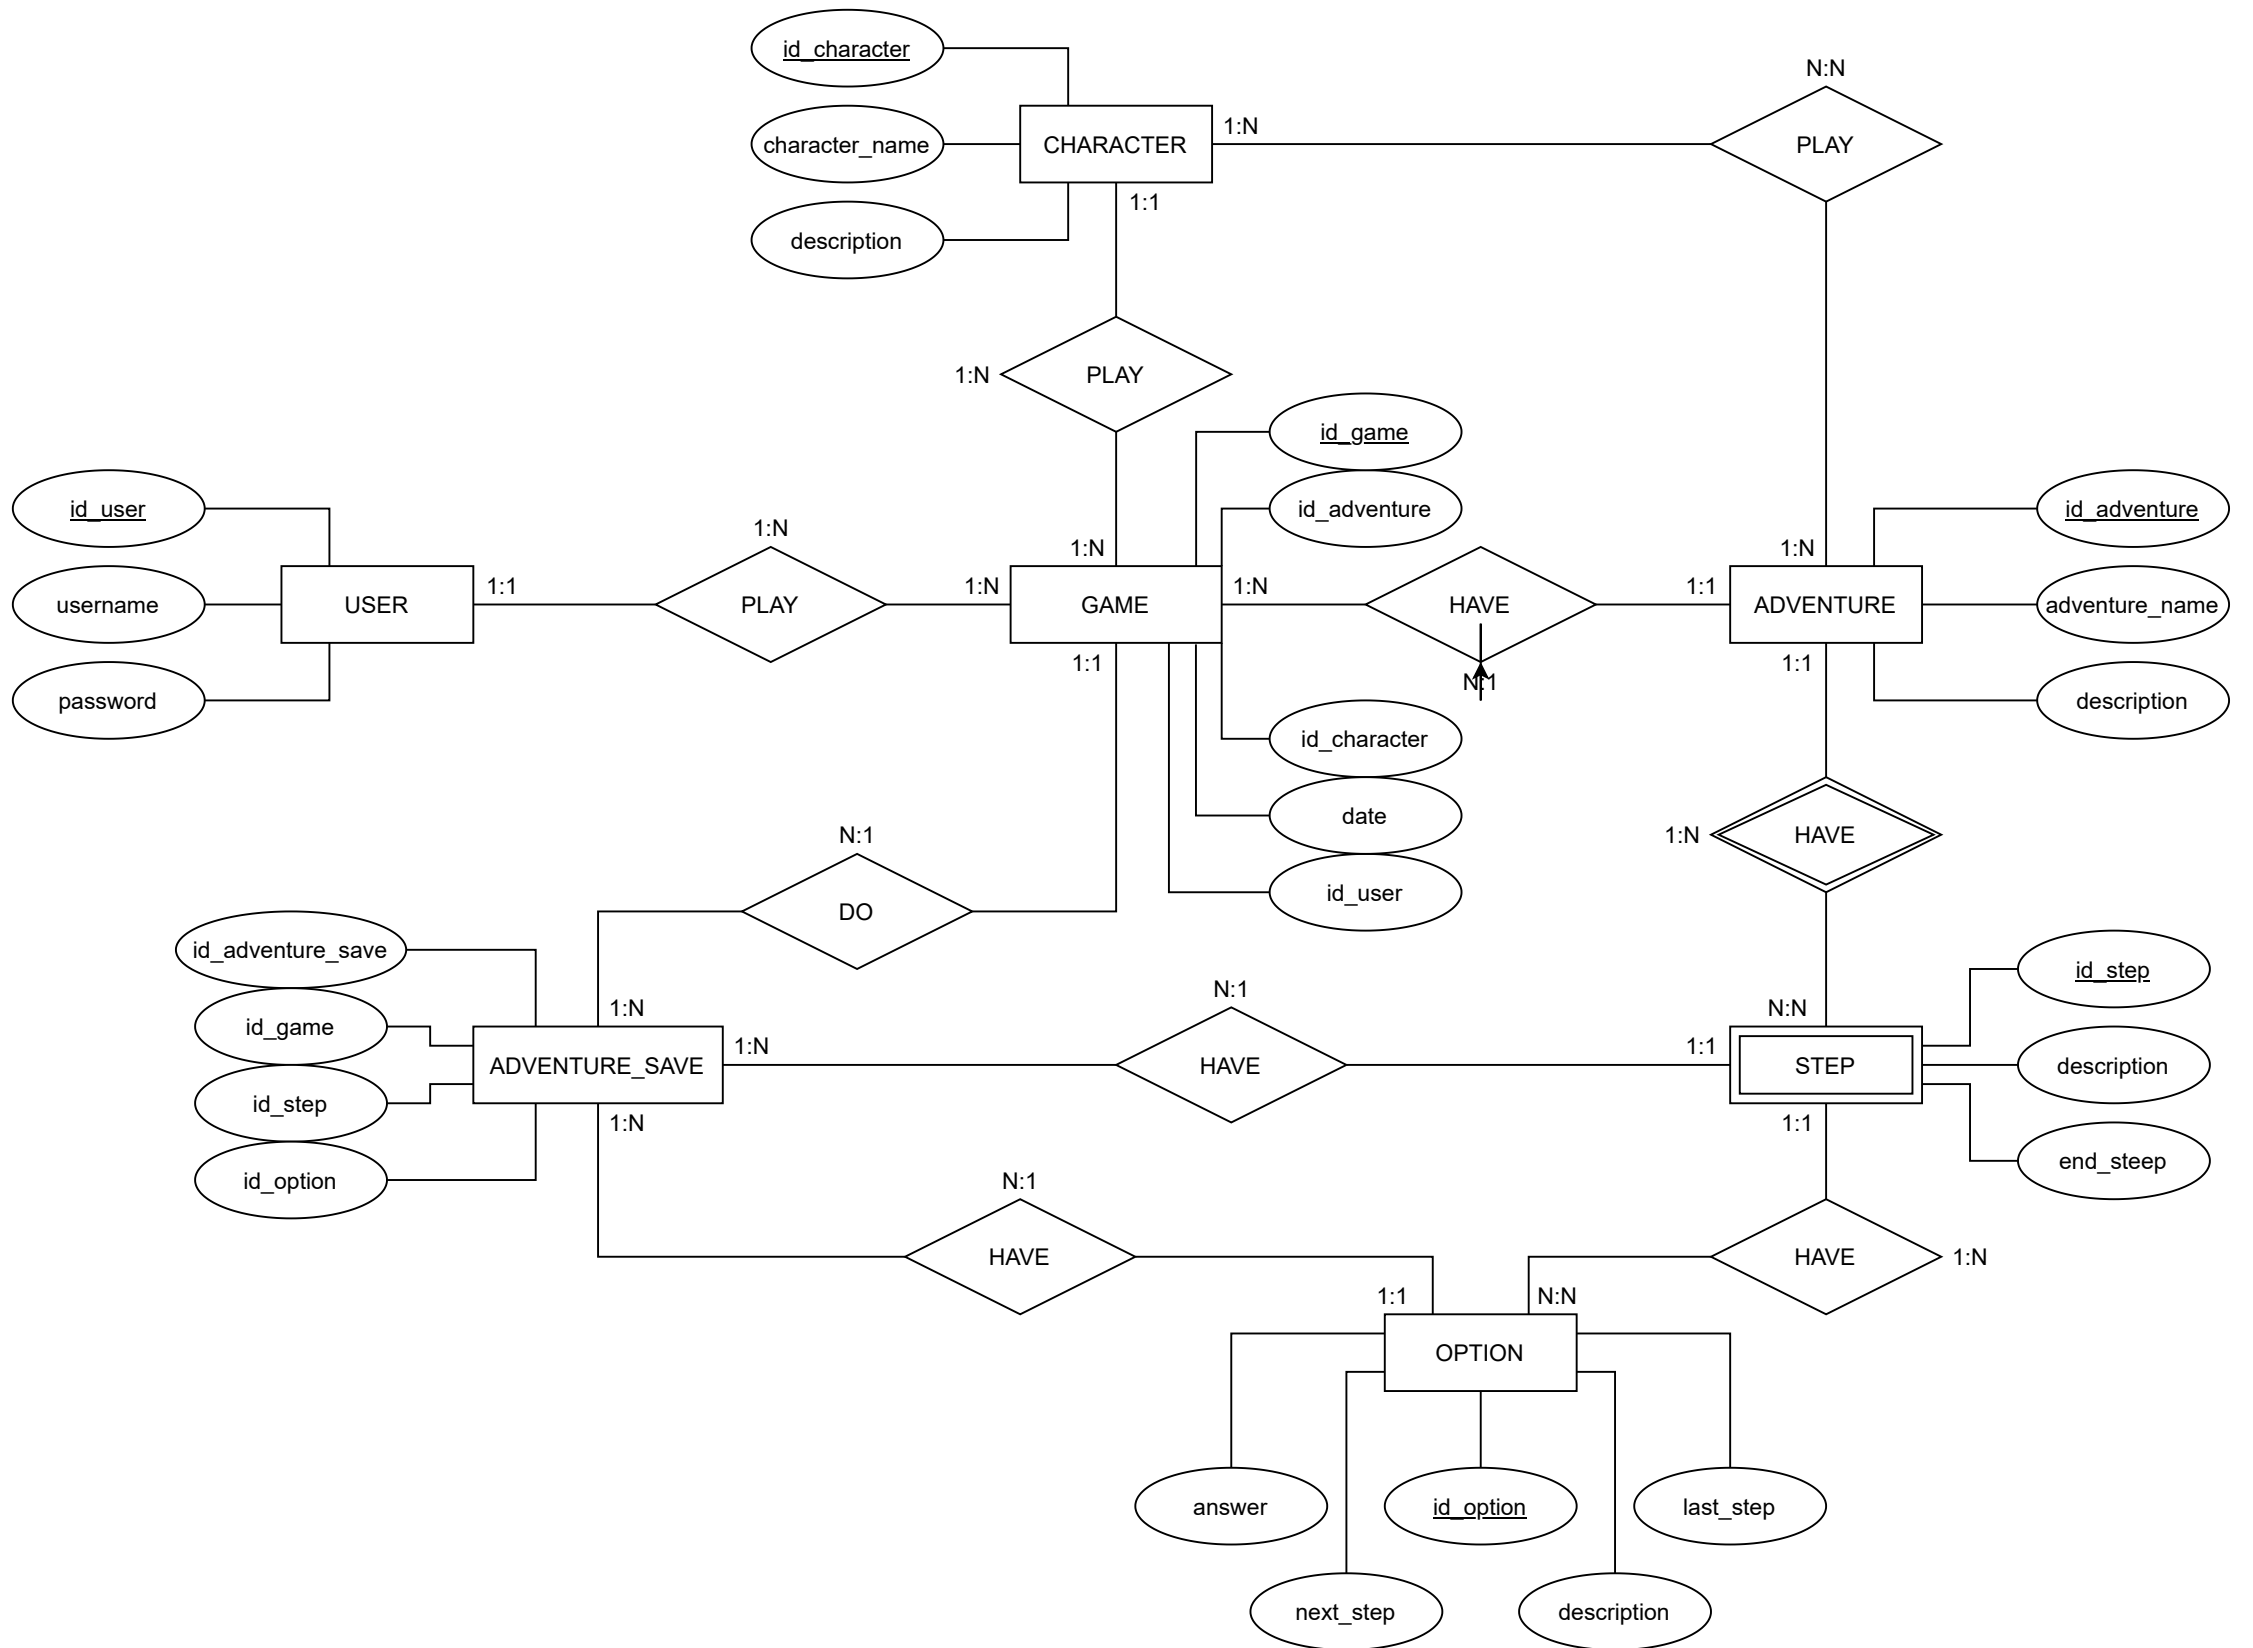 id_character
N:N
character_name
CHARACTER
1:N
PLAY
1:1
description
1:N
PLAY
id_game
id_user
id_adventure
id_adventure
1:N
1:N
1:N
username
USER
1:1
PLAY
1:N
GAME
1:N
HAVE
1:1
ADVENTURE
adventure_name
1:1
N:1
1:1
password
description
id_character
date
N:1
1:N
HAVE
id_user
DO
id_adventure_save
id_step
N:1
1:N
N:N
id_game
1:N
1:1
ADVENTURE_SAVE
HAVE
STEP
description
id_step
1:N
1:1
end_steep
id_option
N:1
HAVE
HAVE
1:N
1:1
N:N
OPTION
answer
id_option
last_step
next_step
description